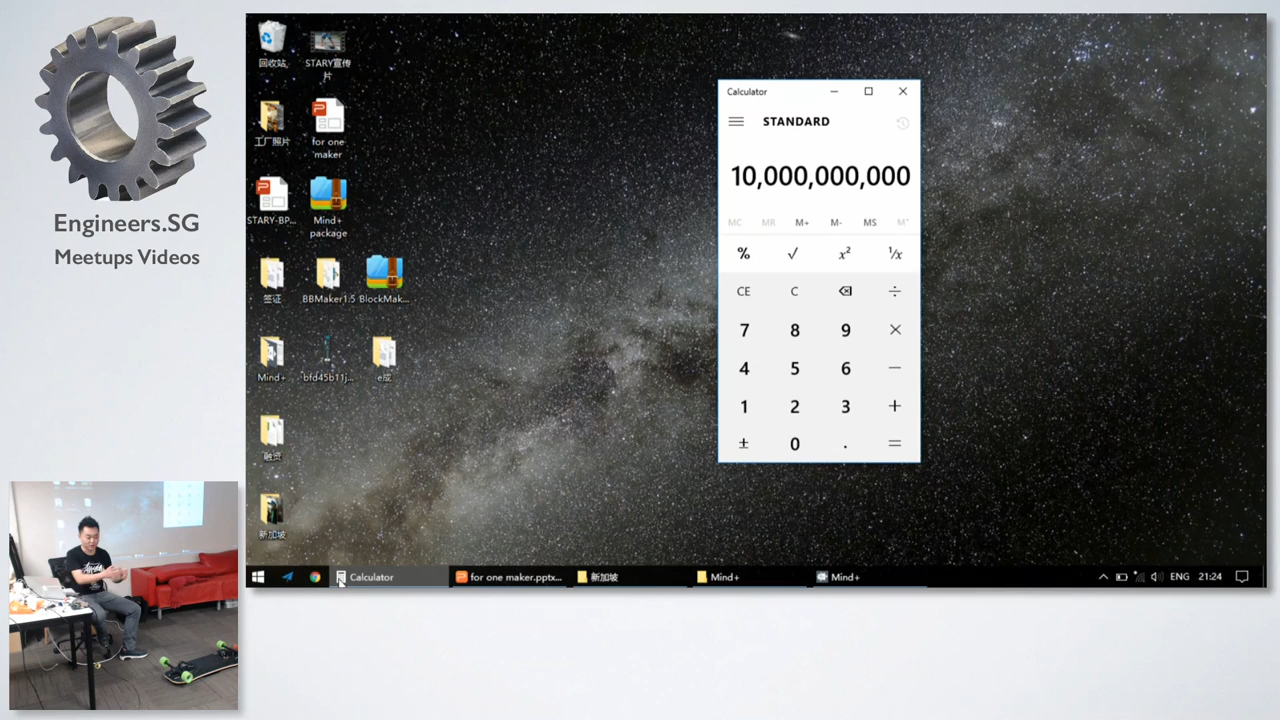 Engineers.SG
Meetups Videos
回收站
STARY宣传
片
工厂照片
for one
maker
STARY-BP...
Mind+
package
签证
BBMaker1.5
BlockMak...
Mind+
bfd45b11j...
e成
融资
新加坡
Calculator
STANDARD
10,000,000,000
MC MR M+ M- MS M˅
% √ x² ¹/x
CE C ÷
7 8 9 ×
4 5 6 −
1 2 3 +
± 0 . =
Calculator
for one maker.pptx...
新加坡
Mind+
Mind+
ENG 21:24